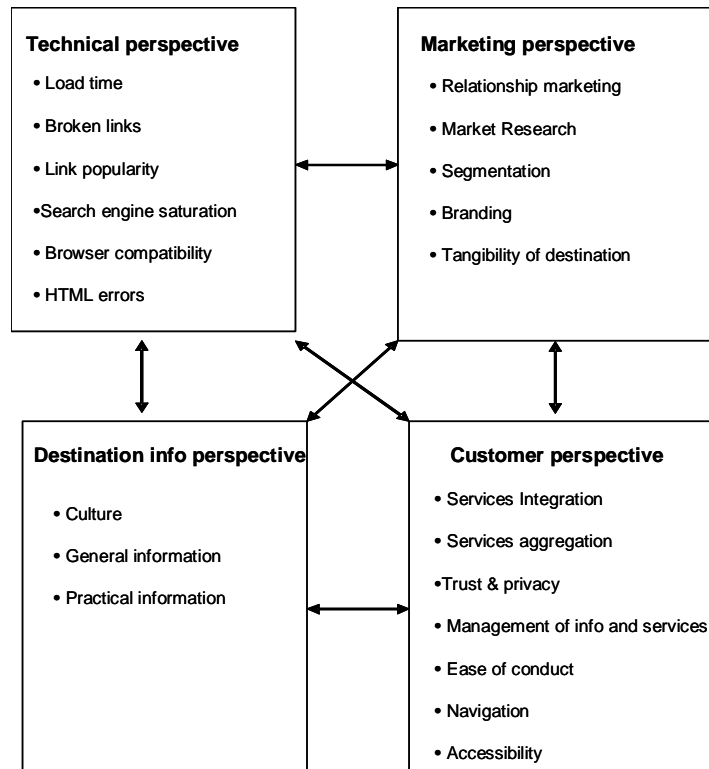 Technical perspective
• Load time
• Broken links
• Link popularity
•Search engine saturation
• Browser compatibility
• HTML errors
Marketing perspective
• Relationship marketing
• Market Research
• Segmentation
• Branding
• Tangibility of destination
Destination info perspective
• Culture
• General information
• Practical information
Customer perspective
• Services Integration
• Services aggregation
•Trust & privacy
• Management of info and services
• Ease of conduct
• Navigation
• Accessibility